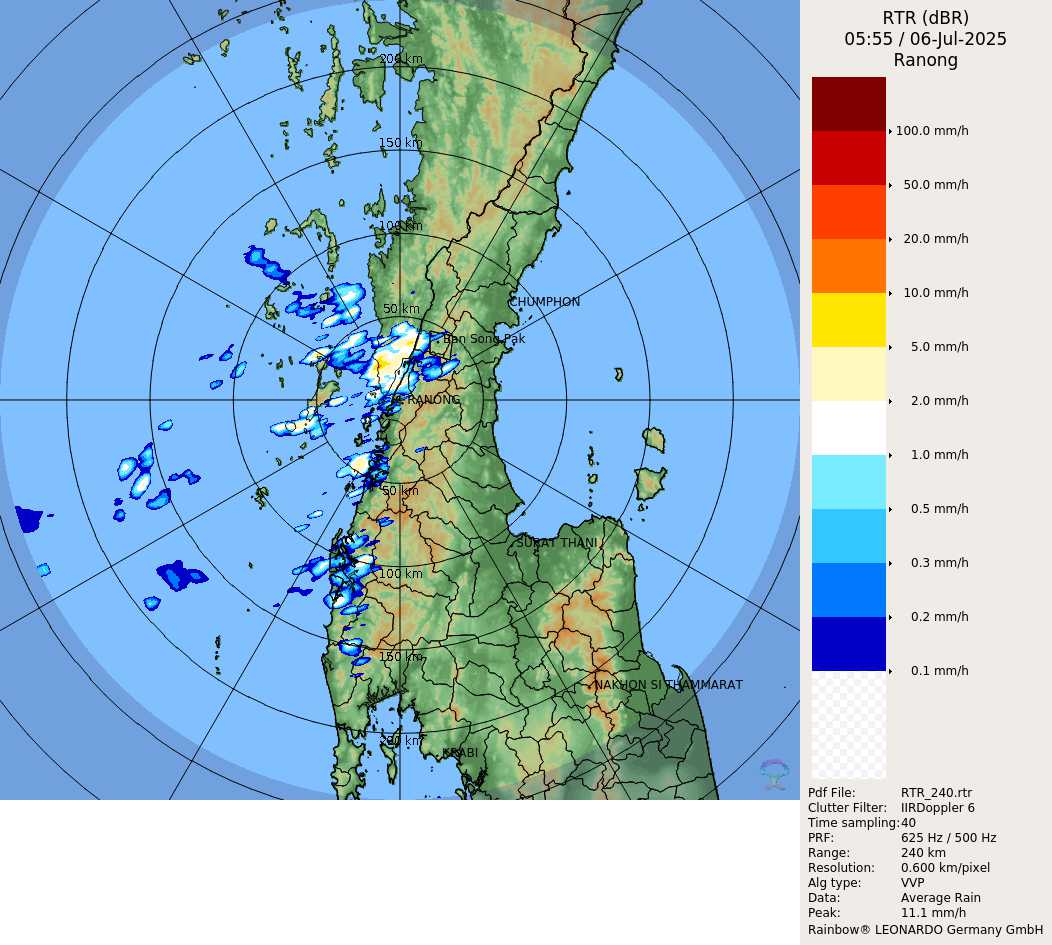 RTR (dBR)
05:55 / 06-Jul-2025
Ranong
200 km
150 km
100 km
50 km
CHUMPHON
Ban Song Pak
RANONG
50 km
SURAT THANI
100 km
150 km
NAKHON SI THAMMARAT
200 km
KRABI
100.0 mm/h
50.0 mm/h
20.0 mm/h
10.0 mm/h
5.0 mm/h
2.0 mm/h
1.0 mm/h
0.5 mm/h
0.3 mm/h
0.2 mm/h
0.1 mm/h
Pdf File: RTR_240.rtr
Clutter Filter: IIRDoppler 6
Time sampling: 40
PRF: 625 Hz / 500 Hz
Range: 240 km
Resolution: 0.600 km/pixel
Alg type: VVP
Data: Average Rain
Peak: 11.1 mm/h
Rainbow® LEONARDO Germany GmbH